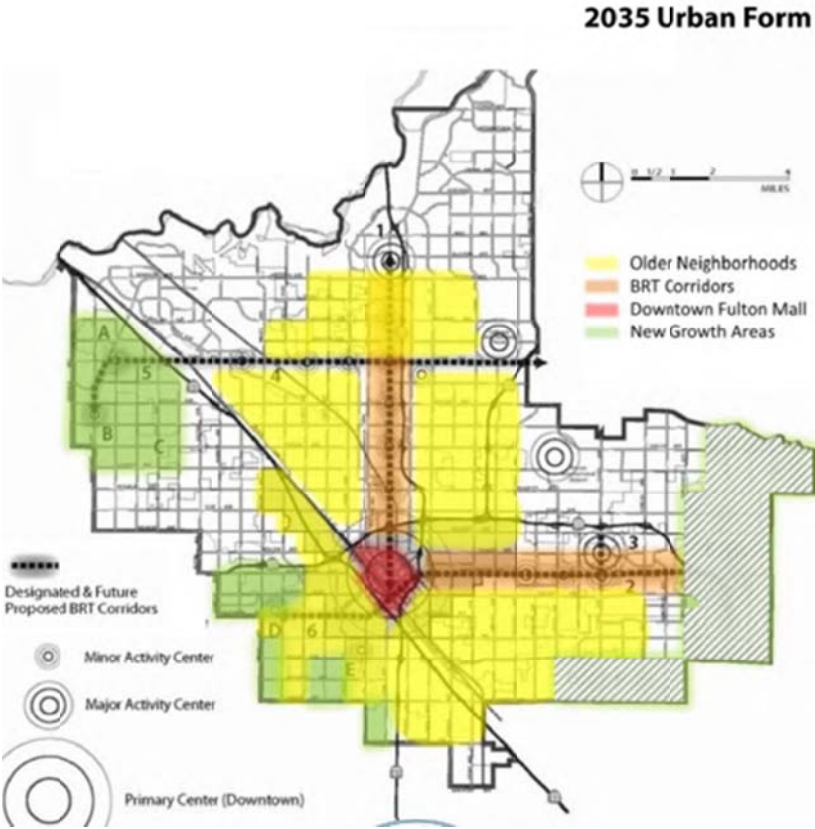 2035 Urban Form
0 1/2 1 2 4
MILES
Older Neighborhoods
BRT Corridors
Downtown Fulton Mall
New Growth Areas
1
A
5
4
B
C
3
2
Designated & Future
Proposed BRT Corridors
D 6
E
Minor Activity Center
Major Activity Center
Primary Center (Downtown)